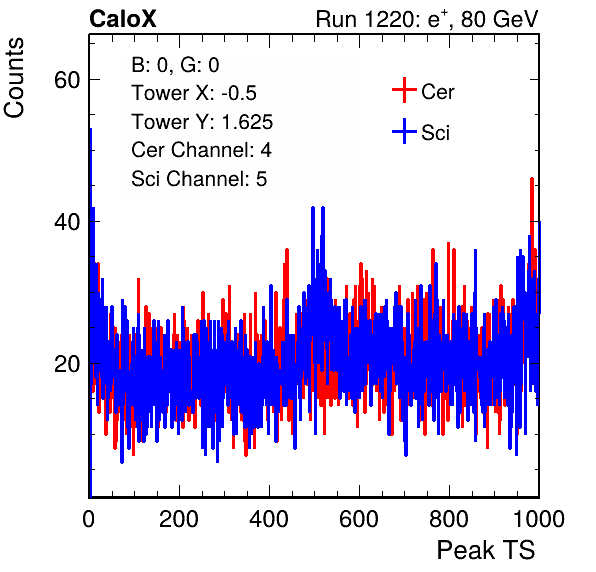 CaloX Run 1220: e⁺, 80 GeV
Counts
B: 0, G: 0
Tower X: -0.5
Tower Y: 1.625
Cer Channel: 4
Sci Channel: 5
Cer
Sci
60
40
20
0 200 400 600 800 1000
Peak TS